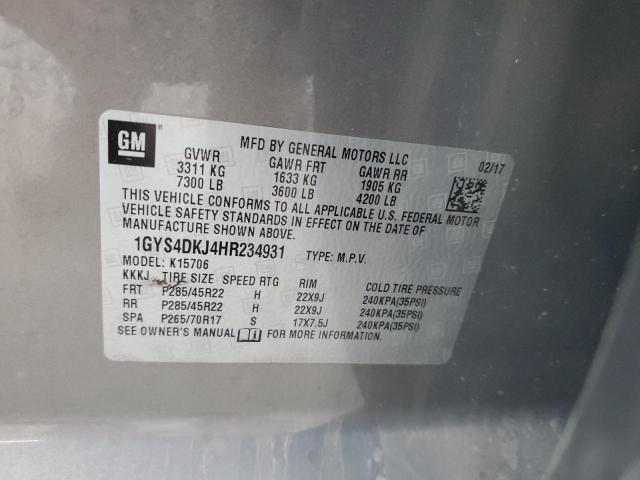 GM
MFD BY GENERAL MOTORS LLC
02/17
GVWR GAWR FRT GAWR RR
3311 KG 1633 KG 1905 KG
7300 LB 3600 LB 4200 LB
THIS VEHICLE CONFORMS TO ALL APPLICABLE U.S. FEDERAL MOTOR
VEHICLE SAFETY STANDARDS IN EFFECT ON THE DATE OF
MANUFACTURE SHOWN ABOVE.
1GYS4DKJ4HR234931 TYPE: M.P.V.
MODEL: K15706
KKKJ TIRE SIZE SPEED RTG RIM COLD TIRE PRESSURE
FRT P285/45R22 H 22X9J 240KPA(35PSI)
RR P285/45R22 H 22X9J 240KPA(35PSI)
SPA P265/70R17 S 17X7.5J 240KPA(35PSI)
SEE OWNER'S MANUAL FOR MORE INFORMATION.